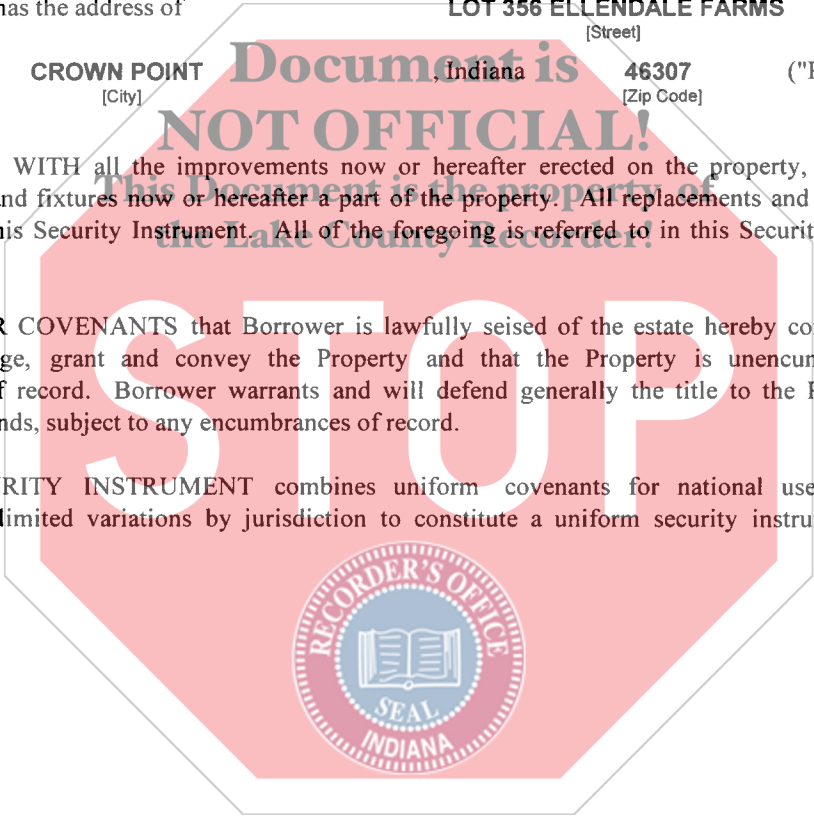 has the address of LOT 356 ELLENDALE FARMS
[Street]
CROWN POINT , Indiana 46307 ("P
[City] [Zip Code]
Document is
NOT OFFICIAL!
This Document is the property of
the Lake County Recorder!
WITH all the improvements now or hereafter erected on the property,
and fixtures now or hereafter a part of the property. All replacements and
his Security Instrument. All of the foregoing is referred to in this Securit
R COVENANTS that Borrower is lawfully seised of the estate hereby co
ge, grant and convey the Property and that the Property is unencu
f record. Borrower warrants and will defend generally the title to the
nds, subject to any encumbrances of record.
RITY INSTRUMENT combines uniform covenants for national use
limited variations by jurisdiction to constitute a uniform security instru
STOP
RECORDER'S OFFICE
SEAL
INDIANA